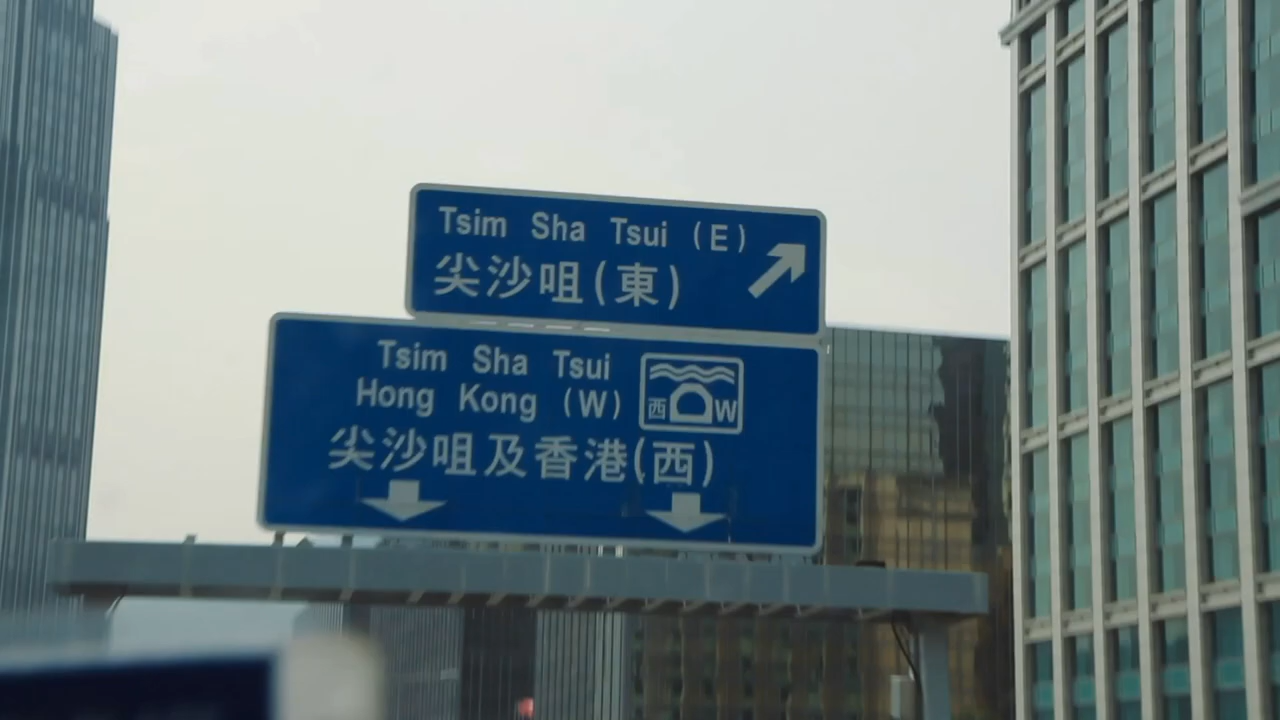 Tsim Sha Tsui (E)
尖沙咀(東)
Tsim Sha Tsui
Hong Kong (W)
西 W
尖沙咀及香港(西)